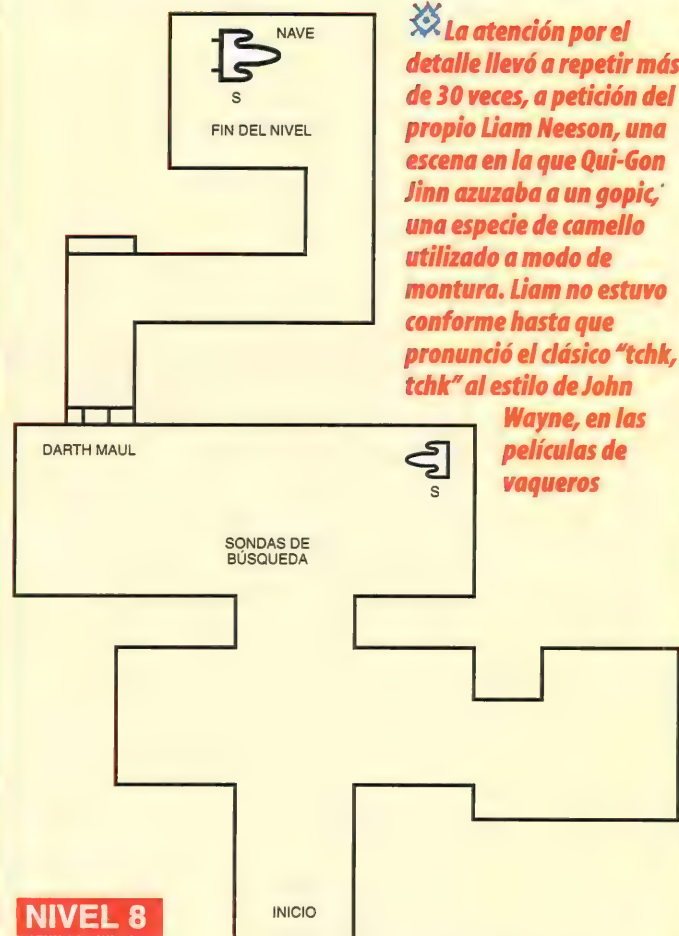 NAVE
S
FIN DEL NIVEL
La atención por el
detalle llevó a repetir más
de 30 veces, a petición del
propio Liam Neeson, una
escena en la que Qui-Gon
Jinn azuzaba a un gopic,
una especie de camello
utilizado a modo de
montura. Liam no estuvo
conforme hasta que
pronunció el clásico “tchk,
tchk” al estilo de John
Wayne, en las
películas de
vaqueros
DARTH MAUL
S
SONDAS DE
BÚSQUEDA
INICIO
NIVEL 8